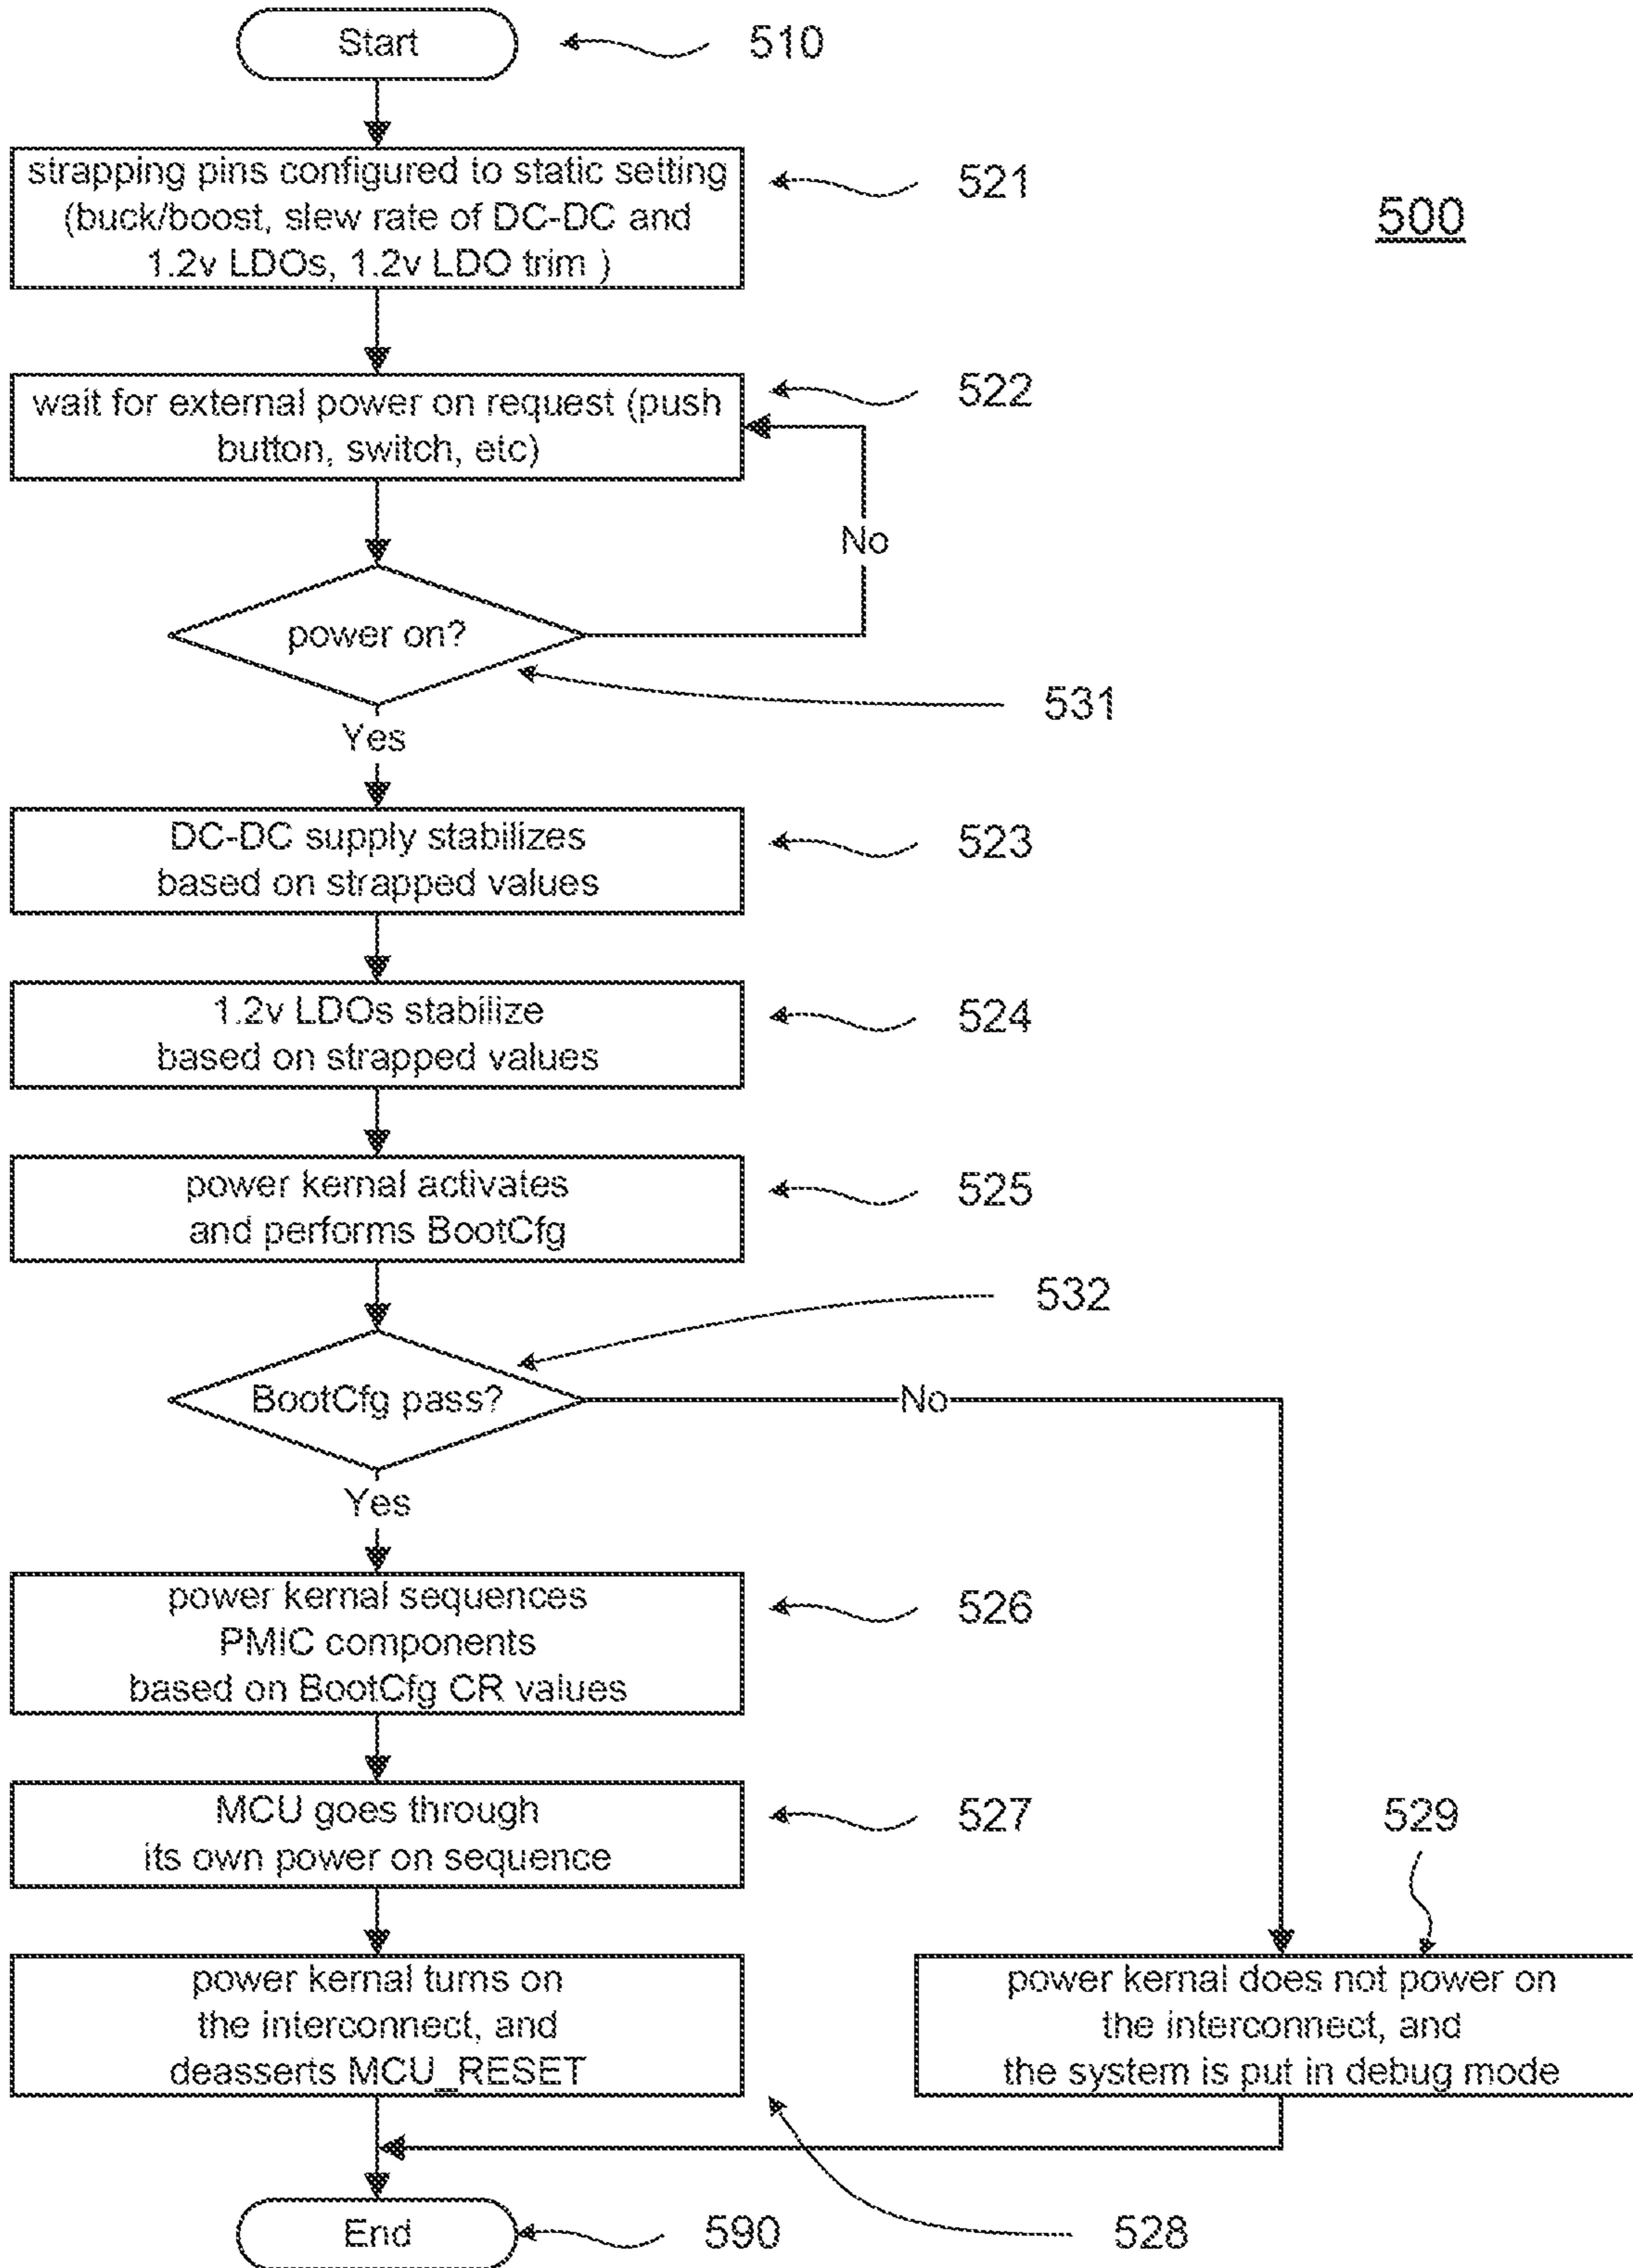 Start
510
strapping pins configured to static setting
(buck/boost, slew rate of DC-DC and
1.2v LDOs, 1.2v LDO trim )
521
500
wait for external power on request (push
button, switch, etc)
522
No
power on?
531
Yes
DC-DC supply stabilizes
based on strapped values
523
1.2v LDOs stabilize
based on strapped values
524
power kernal activates
and performs BootCfg
525
532
BootCfg pass?
No
Yes
power kernal sequences
PMIC components
based on BootCfg CR values
526
MCU goes through
its own power on sequence
527
529
power kernal turns on
the interconnect, and
deasserts MCU_RESET
power kernal does not power on
the interconnect, and
the system is put in debug mode
End
590
528